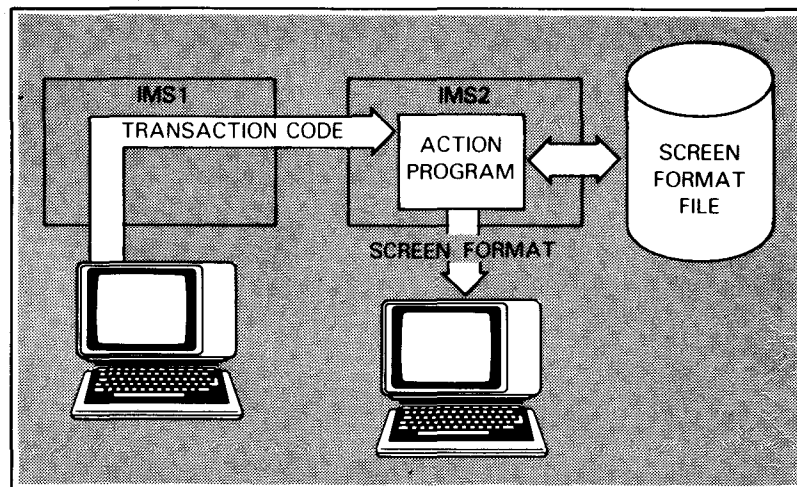 IMS1
IMS2
TRANSACTION CODE
ACTION
PROGRAM
SCREEN
FORMAT
FILE
SCREEN FORMAT